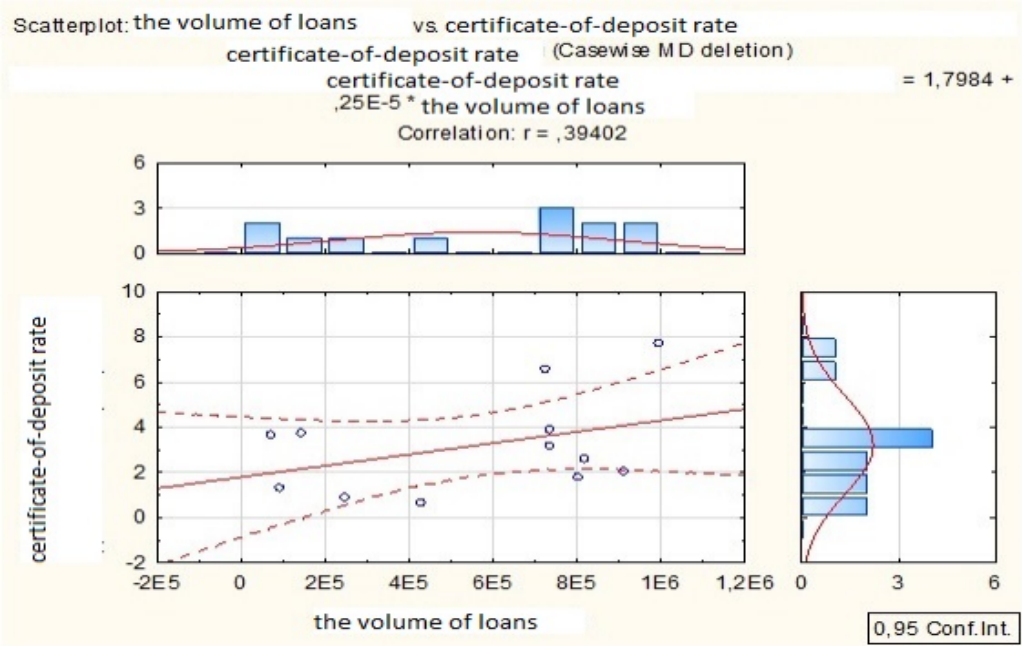 Scatterplot: the volume of loans vs. certificate-of-deposit rate
certificate-of-deposit rate (Casewise MD deletion)
certificate-of-deposit rate = 1,7984 +
,25E-5 * the volume of loans
Correlation: r = ,39402
6
3
0
10
8
6
4
2
0
-2
certificate-of-deposit rate
-2E5 0 2E5 4E5 6E5 8E5 1E6 1,2E6
0 3 6
the volume of loans
0,95 Conf.Int.